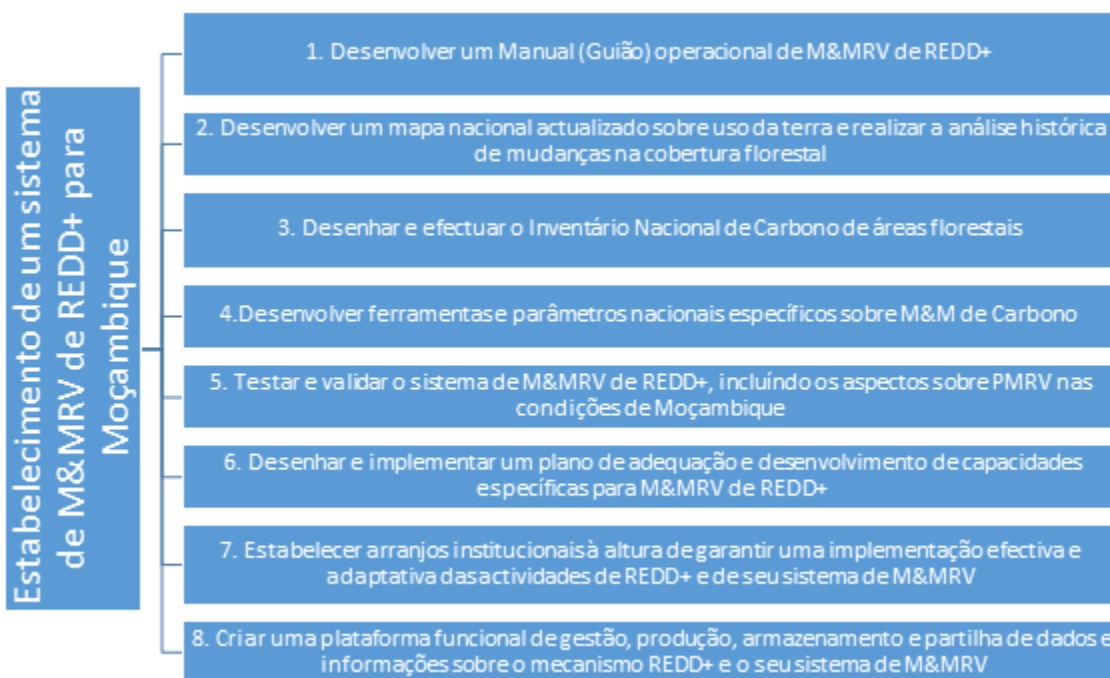 Estabelecimento de um sistema
de M&MRV de REDD+ para
Moçambique
1. Desenvolver um Manual (Guião) operacional de M&MRV de REDD+
2. Desenvolver um mapa nacional actualizado sobre uso da terra e realizar a análise histórica
de mudanças na cobertura florestal
3. Desenhar e efectuar o Inventário Nacional de Carbono de áreas florestais
4.Desenvolver ferramentas e parâmetros nacionais específicos sobre M&M de Carbono
5. Testar e validar o sistema de M&MRV de REDD+, incluíndo os aspectos sobre PMRV nas
condições de Moçambique
6. Desenhar e implementar um plano de adequação e desenvolvimento de capacidades
específicas para M&MRV de REDD+
7. Estabelecer arranjos institucionais à altura de garantir uma implementação efectiva e
adaptativa das actividades de REDD+ e de seu sistema de M&MRV
8. Criar uma plataforma funcional de gestão, produção, armazenamento e partilha de dados e
informações sobre o mecanismo REDD+ e o seu sistema de M&MRV